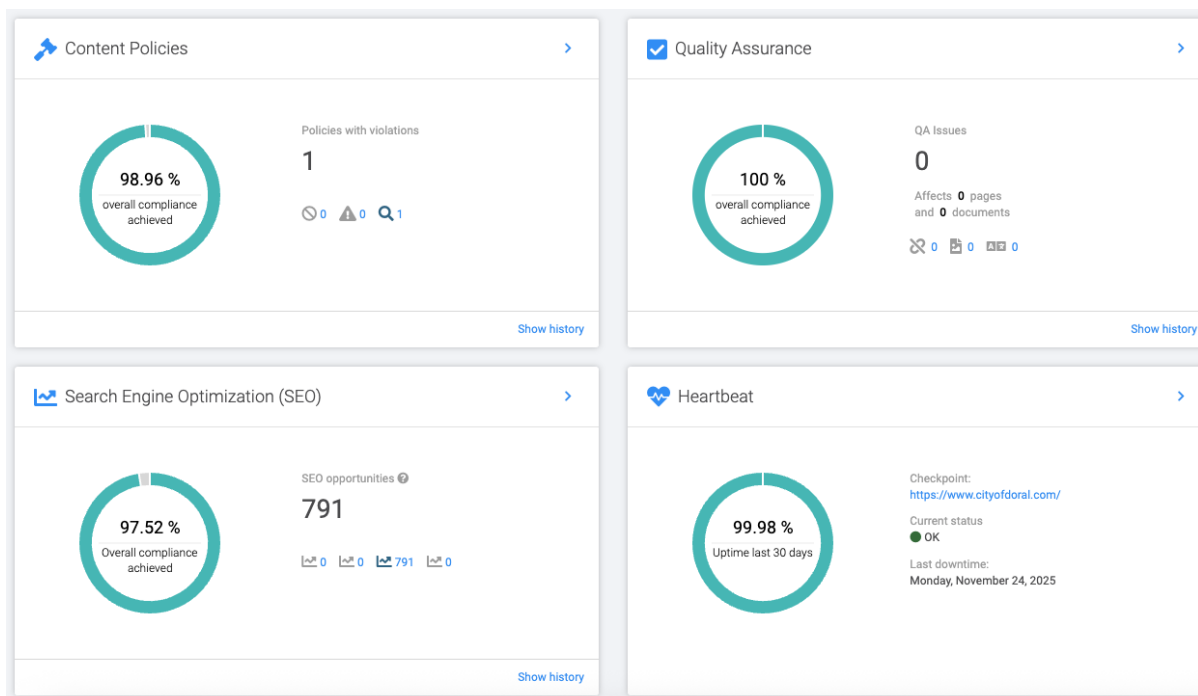 Content Policies
98.96 %
overall compliance
achieved
Policies with violations
1
0 0 1
Show history
Quality Assurance
100 %
overall compliance
achieved
QA Issues
0
Affects 0 pages
and 0 documents
0 0 0
Show history
Search Engine Optimization (SEO)
97.52 %
Overall compliance
achieved
SEO opportunities
791
0 0 791 0
Show history
Heartbeat
99.98 %
Uptime last 30 days
Checkpoint:
https://www.cityofdoral.com/
Current status
OK
Last downtime:
Monday, November 24, 2025